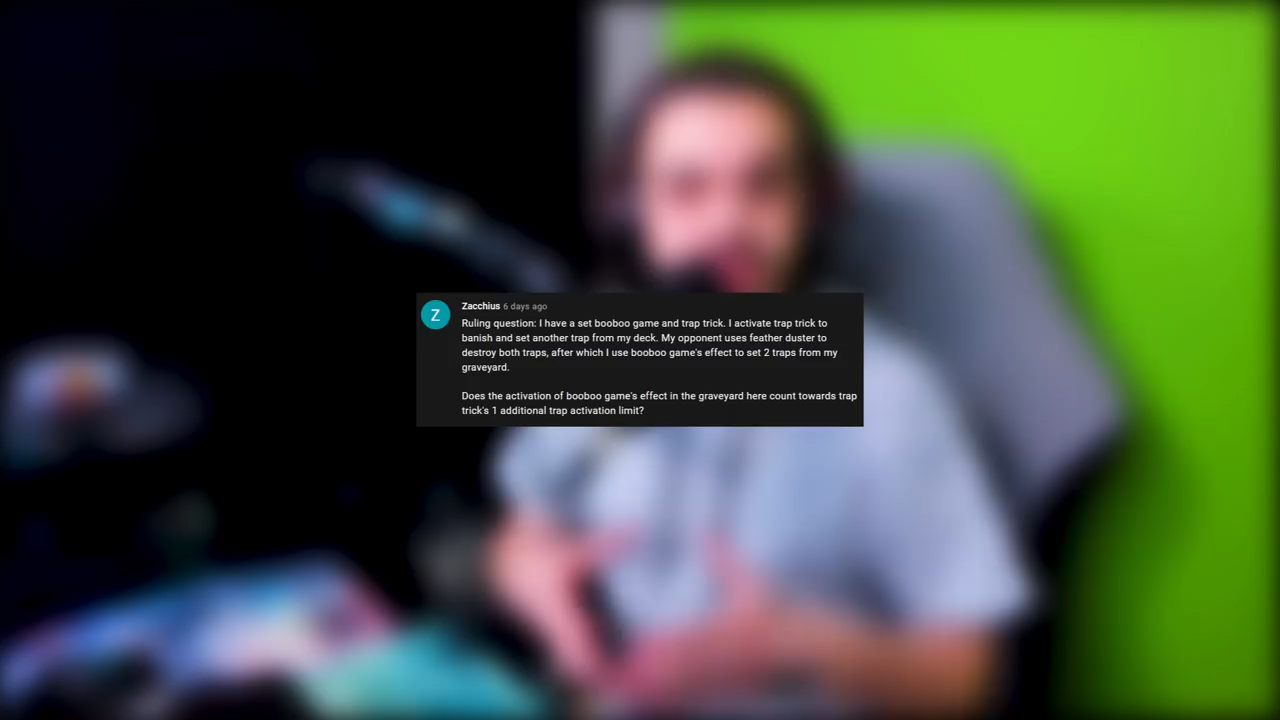 Z
Zacchius 6 days ago
Ruling question: I have a set booboo game and trap trick. I activate trap trick to
banish and set another trap from my deck. My opponent uses feather duster to
destroy both traps, after which I use booboo game's effect to set 2 traps from my
graveyard.
Does the activation of booboo game's effect in the graveyard here count towards trap
trick's 1 additional trap activation limit?